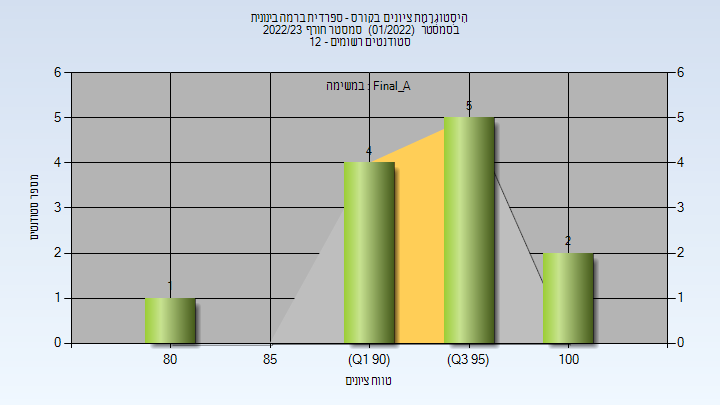 היסטוגרמת ציונים בקורס - ספרדית ברמה בינונית
בסמסטר (01/2022) סמסטר חורף 2022/23
סטודנטים רשומים - 12
במשימה : Final_A
6 6
5 5 5
4 4 4
3 3
2 2 2
1 1 1
0 0
80 85 (Q1 90) (Q3 95) 100
מספר סטודנטים
טווח ציונים